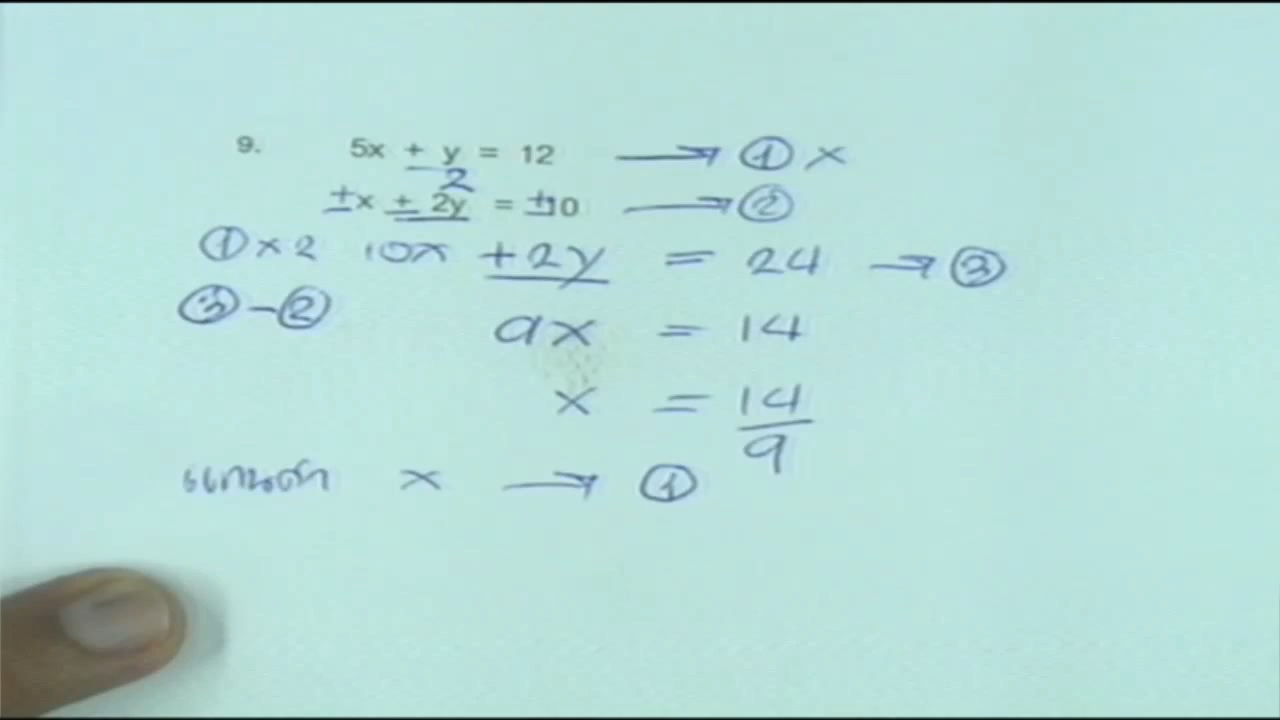 9. 5x + y = 12 → ① ×
2
+x + 2y = +10 → ②
① × 2 10x + 2y = 24 → ③
③ - ② 9x = 14
x = 14/9
แทนค่า x → ①